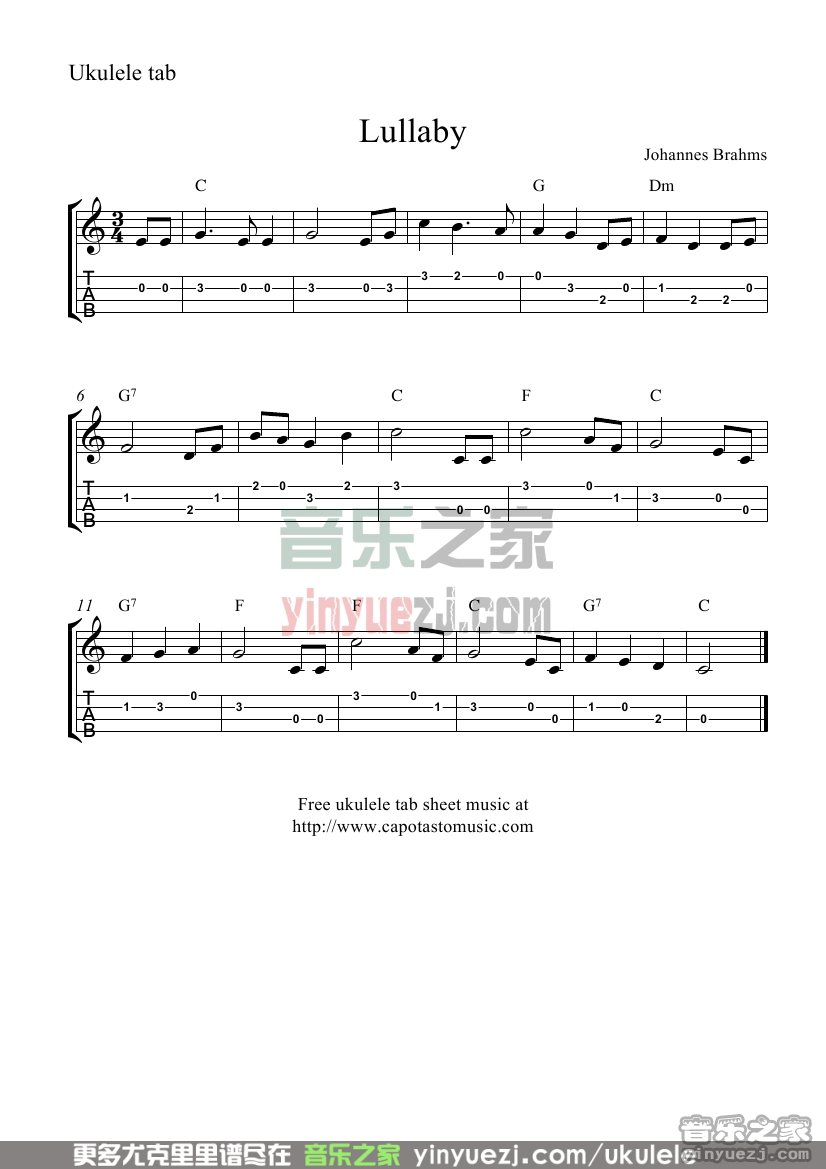 Ukulele tab
Lullaby
Johannes Brahms
C G Dm
3
4
T 3 2 0 0
A 0 0 3 0 0 3 0 3 3 0 1 0
B 2 2 2
6 G7 C F C
T 2 0 2 3 3 0
A 1 1 3 1 3 0
B 2 0 0 0
音乐之家
yinyuezj.com
11 G7 F F C G7 C
T 0 3 0
A 1 3 3 1 3 0 1 0
B 0 0 0 2 0
Free ukulele tab sheet music at
http://www.capotastomusic.com
更多尤克里里谱尽在 音乐之家 yinyuezj.com/ukulele
音乐之家
www.yinyuezj.com